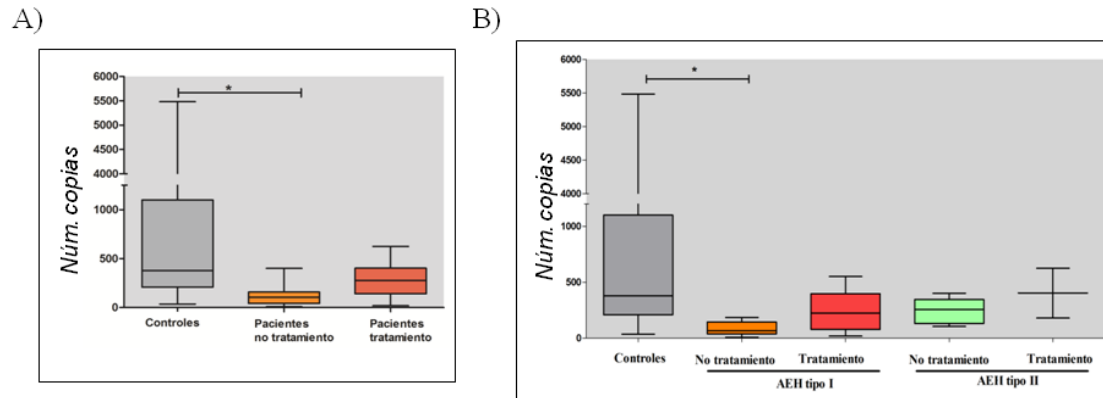 A)
Núm. copias
6000
5500
5000
4500
4000
1000
500
0
*
Controles
Pacientes
no tratamiento
Pacientes
tratamiento
B)
Núm. copias
6000
5500
5000
4500
4000
1000
500
0
*
Controles
No tratamiento
Tratamiento
No tratamiento
Tratamiento
AEH tipo I
AEH tipo II